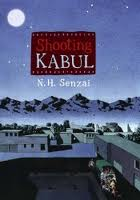 Shooting
KABUL
N. H. SENZAI